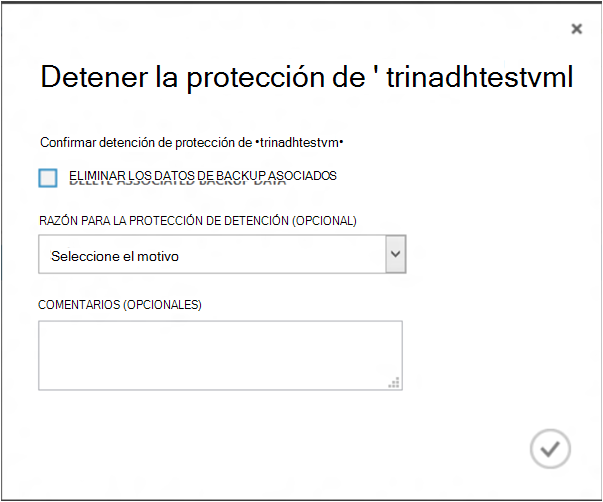 Detener la protección de ' trinadhtestvml
Confirmar detención de protección de •trinadhtestvm•
ELIMINAR LOS DATOS DE BACKUP ASOCIADOS
DELETE ASSOCIATED BACKUP DATA
RAZÓN PARA LA PROTECCIÓN DE DETENCIÓN (OPCIONAL)
Seleccione el motivo
COMENTARIOS (OPCIONALES)